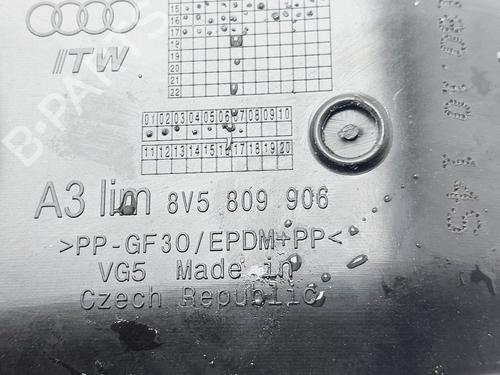 ITW
15
16
17
18
19
20
21
22
01 02 03 04 05 06 07 08 09 10
11 12 13 14 15 16 17 18 19 20
A3 lim 8V5 809 906
>PP-GF30/EPDM+PP<
VG5 Made in
Czech Republic
B-PARTS